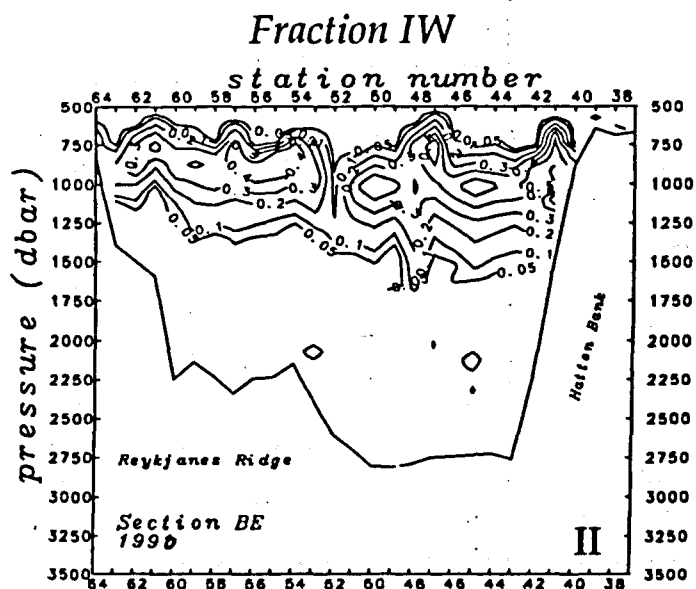 Fraction IW
station number
64 62 60 58 56 54 52 50 48 46 44 42 40 38
500 500
750 750
1000 1000
1250 1250
1500 1500
1750 1750
2000 2000
2250 2250
2500 2500
2750 2750
3000 3000
3250 3250
3500 3500
pressure (dbar)
0.3 0.3
0.2
0.05 0.1
0.1
0.05
0.05
0.3
0.3
0.2
0.1
0.05
Hatton Bank
Reykjanes Ridge
Section BE
1990
II
64 62 60 58 56 54 52 50 48 46 44 42 40 38